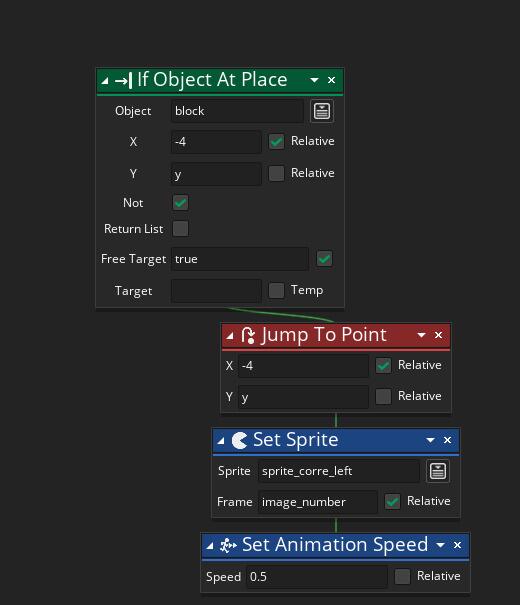 If Object At Place
Object block
X -4 Relative
Y y Relative
Not
Return List
Free Target true
Target Temp
Jump To Point
X -4 Relative
Y y Relative
Set Sprite
Sprite sprite_corre_left
Frame image_number Relative
Set Animation Speed
Speed 0.5 Relative